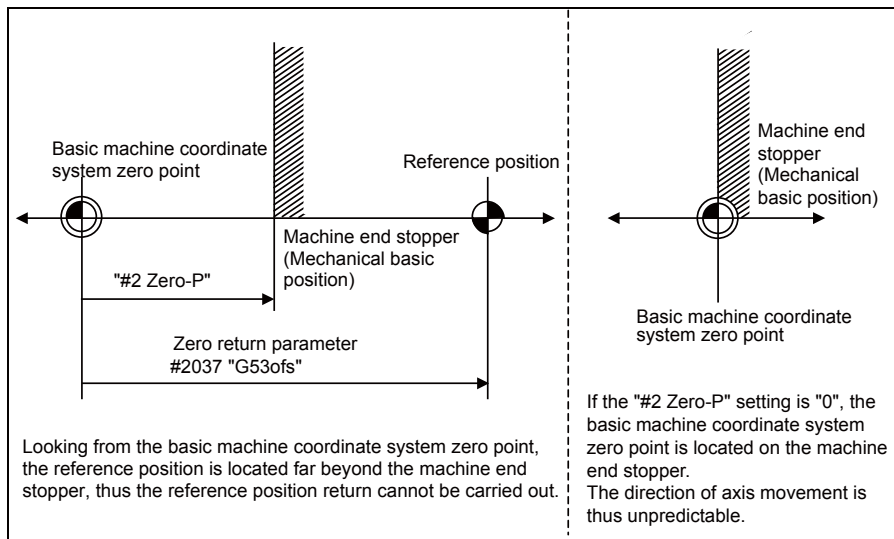 Basic machine coordinate
system zero point
Reference position
Machine end stopper
(Mechanical basic
position)
"#2 Zero-P"
Zero return parameter
#2037 "G53ofs"
Looking from the basic machine coordinate system zero point,
the reference position is located far beyond the machine end
stopper, thus the reference position return cannot be carried out.
Machine end
stopper
(Mechanical
basic position)
Basic machine coordinate
system zero point
If the "#2 Zero-P" setting is "0", the
basic machine coordinate system
zero point is located on the machine
end stopper.
The direction of axis movement is
thus unpredictable.